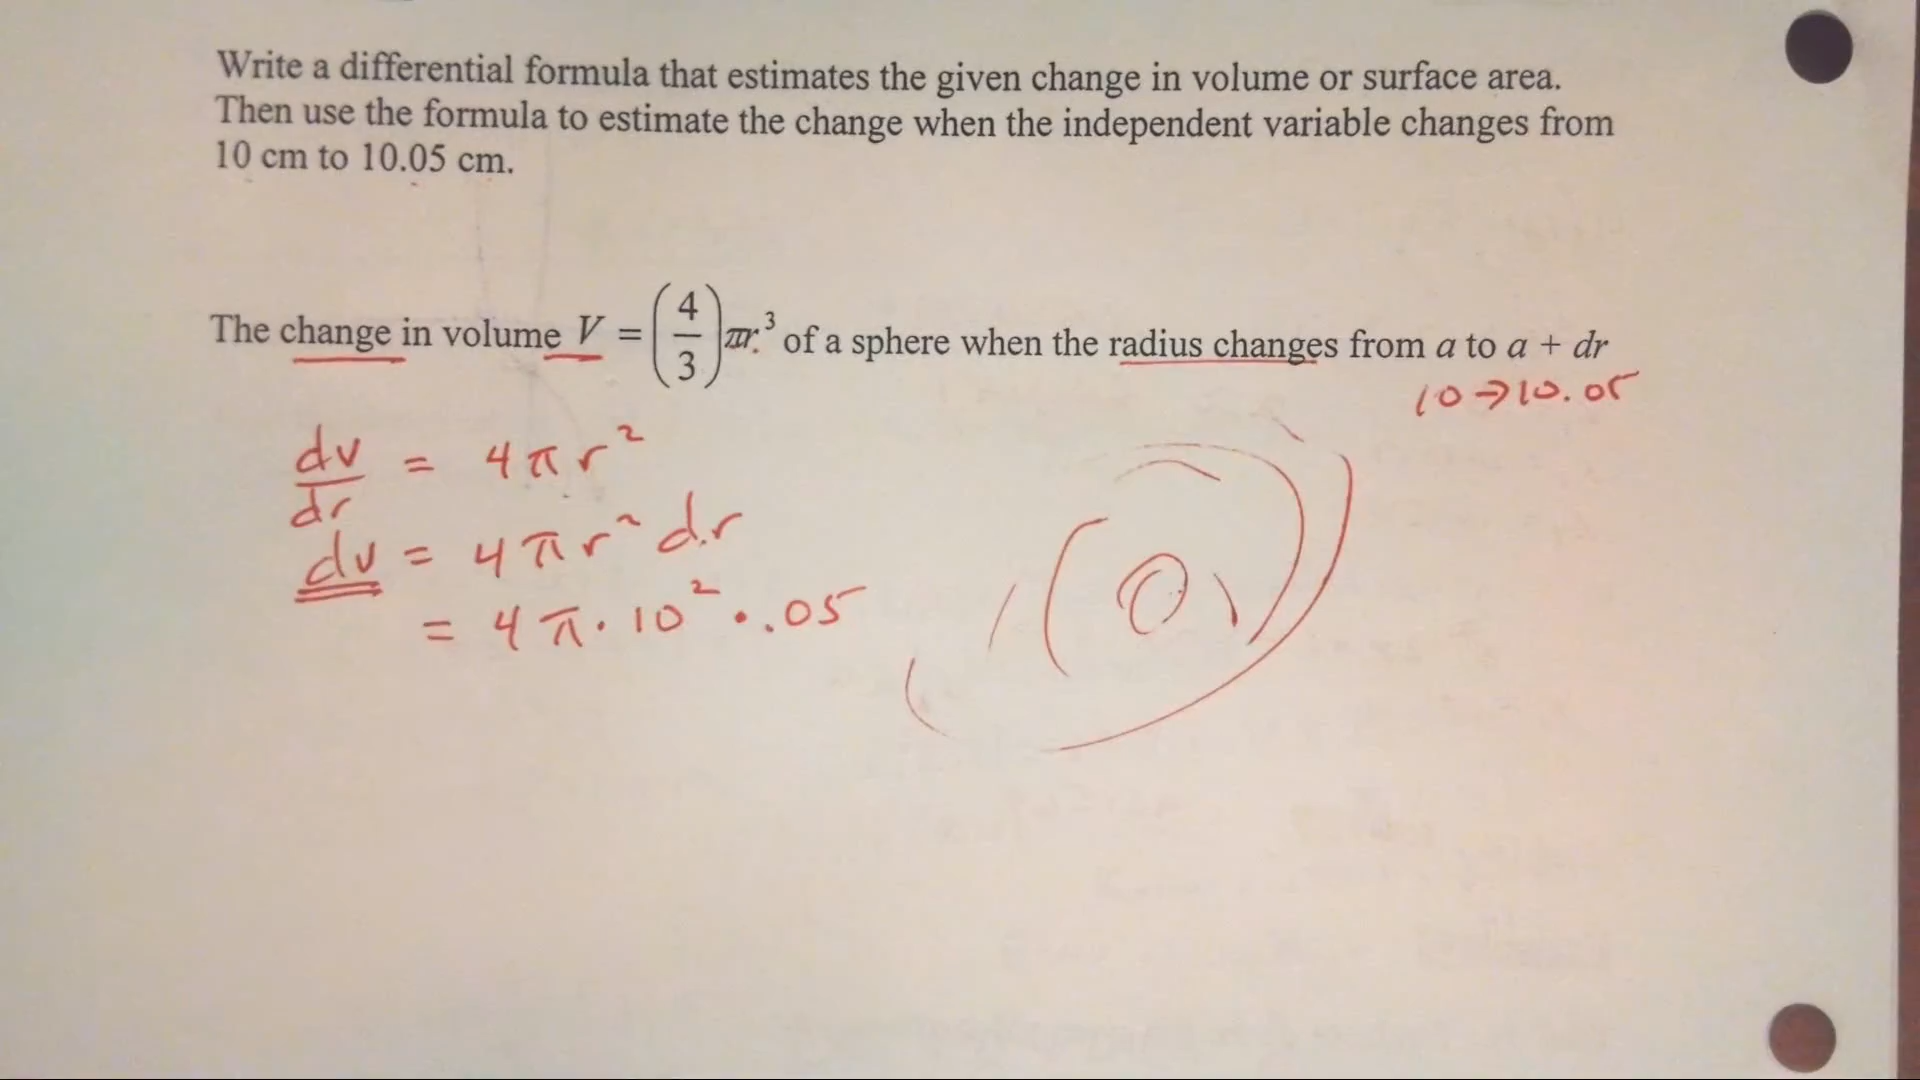 Write a differential formula that estimates the given change in volume or surface area.
Then use the formula to estimate the change when the independent variable changes from
10 cm to 10.05 cm.
The change in volume V = (4/3)πr³ of a sphere when the radius changes from a to a + dr
10→10.05
dv/dr = 4πr²
dv = 4πr² dr
= 4π·10²·.05